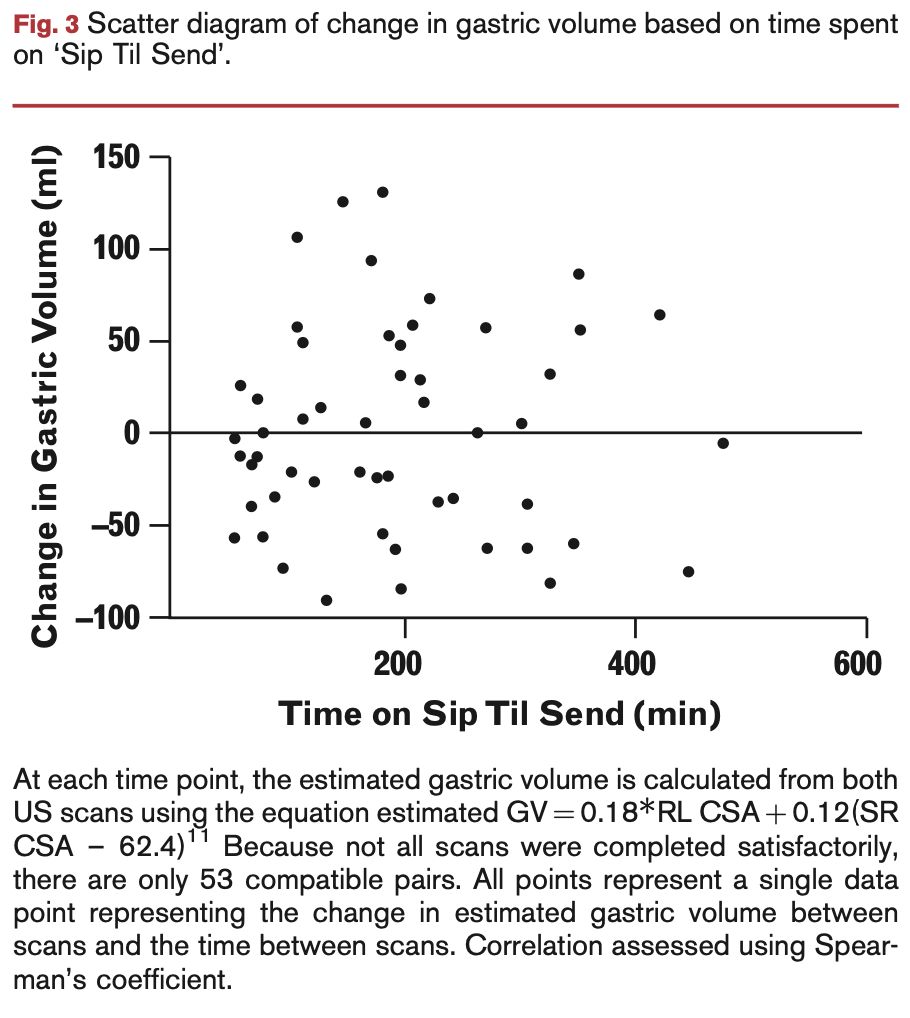 Fig. 3 Scatter diagram of change in gastric volume based on time spent
on ‘Sip Til Send’.
Change in Gastric Volume (ml)
150
100
50
0
–50
–100
200
400
600
Time on Sip Til Send (min)
At each time point, the estimated gastric volume is calculated from both
US scans using the equation estimated GV = 0.18*RL CSA + 0.12(SR
CSA – 62.4)11 Because not all scans were completed satisfactorily,
there are only 53 compatible pairs. All points represent a single data
point representing the change in estimated gastric volume between
scans and the time between scans. Correlation assessed using Spear-
man’s coefficient.